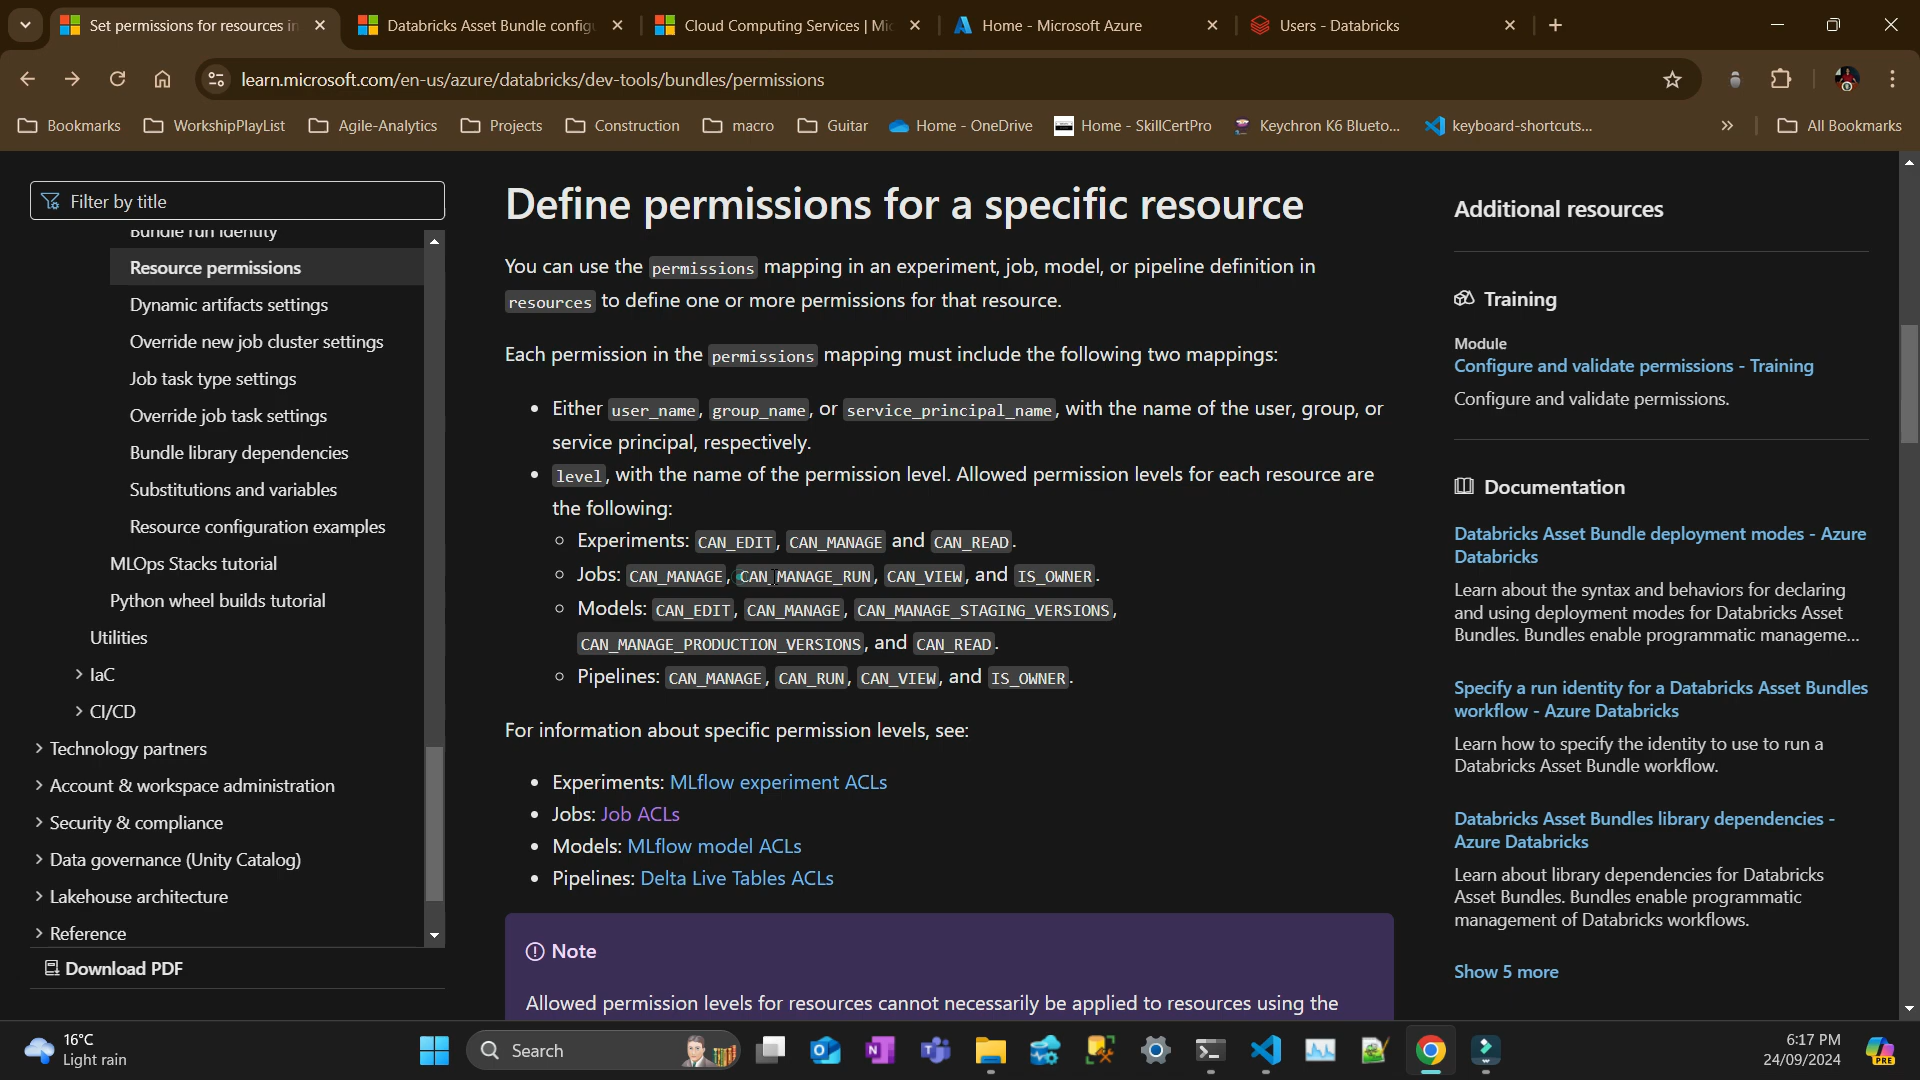 Set permissions for resources in
Databricks Asset Bundle config
Cloud Computing Services | Mic
Home - Microsoft Azure
Users - Databricks
learn.microsoft.com/en-us/azure/databricks/dev-tools/bundles/permissions
Bookmarks
WorkshipPlayList
Agile-Analytics
Projects
Construction
macro
Guitar
Home - OneDrive
Home - SkillCertPro
Keychron K6 Blueto...
keyboard-shortcuts...
All Bookmarks
Filter by title
Bundle run identity
Resource permissions
Dynamic artifacts settings
Override new job cluster settings
Job task type settings
Override job task settings
Bundle library dependencies
Substitutions and variables
Resource configuration examples
MLOps Stacks tutorial
Python wheel builds tutorial
Utilities
IaC
CI/CD
Technology partners
Account & workspace administration
Security & compliance
Data governance (Unity Catalog)
Lakehouse architecture
Reference
Download PDF
Define permissions for a specific resource
You can use the permissions mapping in an experiment, job, model, or pipeline definition in
resources to define one or more permissions for that resource.
Each permission in the permissions mapping must include the following two mappings:
Either user_name, group_name, or service_principal_name, with the name of the user, group, or
service principal, respectively.
level, with the name of the permission level. Allowed permission levels for each resource are
the following:
Experiments: CAN_EDIT, CAN_MANAGE and CAN_READ.
Jobs: CAN_MANAGE, CAN_MANAGE_RUN, CAN_VIEW, and IS_OWNER.
Models: CAN_EDIT, CAN_MANAGE, CAN_MANAGE_STAGING_VERSIONS,
CAN_MANAGE_PRODUCTION_VERSIONS, and CAN_READ.
Pipelines: CAN_MANAGE, CAN_RUN, CAN_VIEW, and IS_OWNER.
For information about specific permission levels, see:
Experiments: MLflow experiment ACLs
Jobs: Job ACLs
Models: MLflow model ACLs
Pipelines: Delta Live Tables ACLs
Note
Allowed permission levels for resources cannot necessarily be applied to resources using the
Additional resources
Training
Module
Configure and validate permissions - Training
Configure and validate permissions.
Documentation
Databricks Asset Bundle deployment modes - Azure
Databricks
Learn about the syntax and behaviors for declaring
and using deployment modes for Databricks Asset
Bundles. Bundles enable programmatic manageme...
Specify a run identity for a Databricks Asset Bundles
workflow - Azure Databricks
Learn how to specify the identity to use to run a
Databricks Asset Bundle workflow.
Databricks Asset Bundles library dependencies -
Azure Databricks
Learn about library dependencies for Databricks
Asset Bundles. Bundles enable programmatic
management of Databricks workflows.
Show 5 more
16°C
Light rain
Search
6:17 PM
24/09/2024
PRE